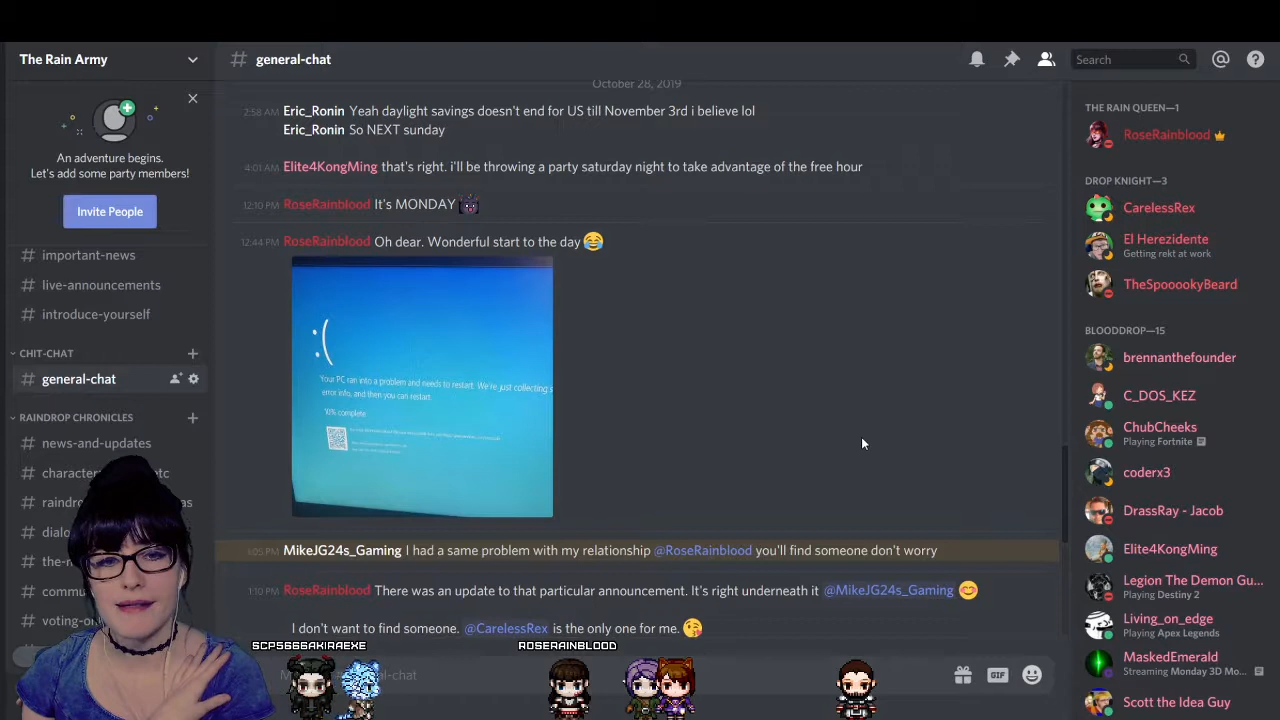 The Rain Army
# general-chat
Search
An adventure begins.
Let's add some party members!
Invite People
# important-news
# live-announcements
# introduce-yourself
CHIT-CHAT
# general-chat
RAINDROP CHRONICLES
# news-and-updates
October 28, 2019
2:58 AM Eric_Ronin Yeah daylight savings doesn't end for US till November 3rd i believe lol
Eric_Ronin So NEXT sunday
4:01 AM Elite4KongMing that's right. i'll be throwing a party saturday night to take advantage of the free hour
12:10 PM RoseRainblood It's MONDAY
12:44 PM RoseRainblood Oh dear. Wonderful start to the day 😂
:(
Your PC ran into a problem and needs to restart. We're just collecting s
error info, and then you can restart.
10% complete
1:05 PM MikeJG24s_Gaming I had a same problem with my relationship @RoseRainblood you'll find someone don't worry
1:10 PM RoseRainblood There was an update to that particular announcement. It's right underneath it @MikeJG24s_Gaming 😊
I don't want to find someone. @CarelessRex is the only one for me. 😘
ROSERAINBLOOD
GIF
THE RAIN QUEEN—1
RoseRainblood
DROP KNIGHT—3
CarelessRex
El Herezidente
Getting rekt at work
TheSpooookyBeard
BLOODDROP—15
brennanthefounder
C_DOS_KEZ
ChubCheeks
Playing Fortnite
coderx3
DrassRay - Jacob
Elite4KongMing
Legion The Demon Gu...
Playing Destiny 2
Living_on_edge
Playing Apex Legends
MaskedEmerald
Streaming Monday 3D Mo...
Scott the Idea Guy